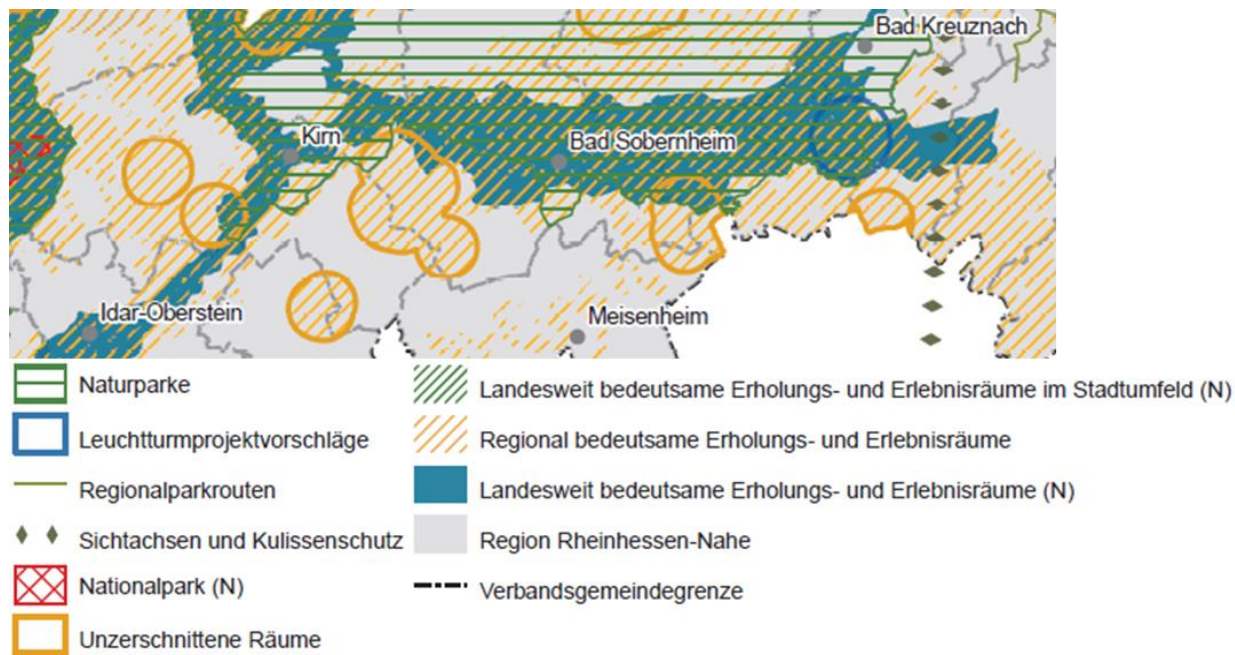 Bad Kreuznach
Kirn
Bad Sobernheim
Idar-Oberstein
Meisenheim
Naturparke
Leuchtturmprojektvorschläge
Regionalparkrouten
Sichtachsen und Kulissenschutz
Nationalpark (N)
Unzerschnittene Räume
Landesweit bedeutsame Erholungs- und Erlebnisräume im Stadtumfeld (N)
Regional bedeutsame Erholungs- und Erlebnisräume
Landesweit bedeutsame Erholungs- und Erlebnisräume (N)
Region Rheinhessen-Nahe
Verbandsgemeindegrenze